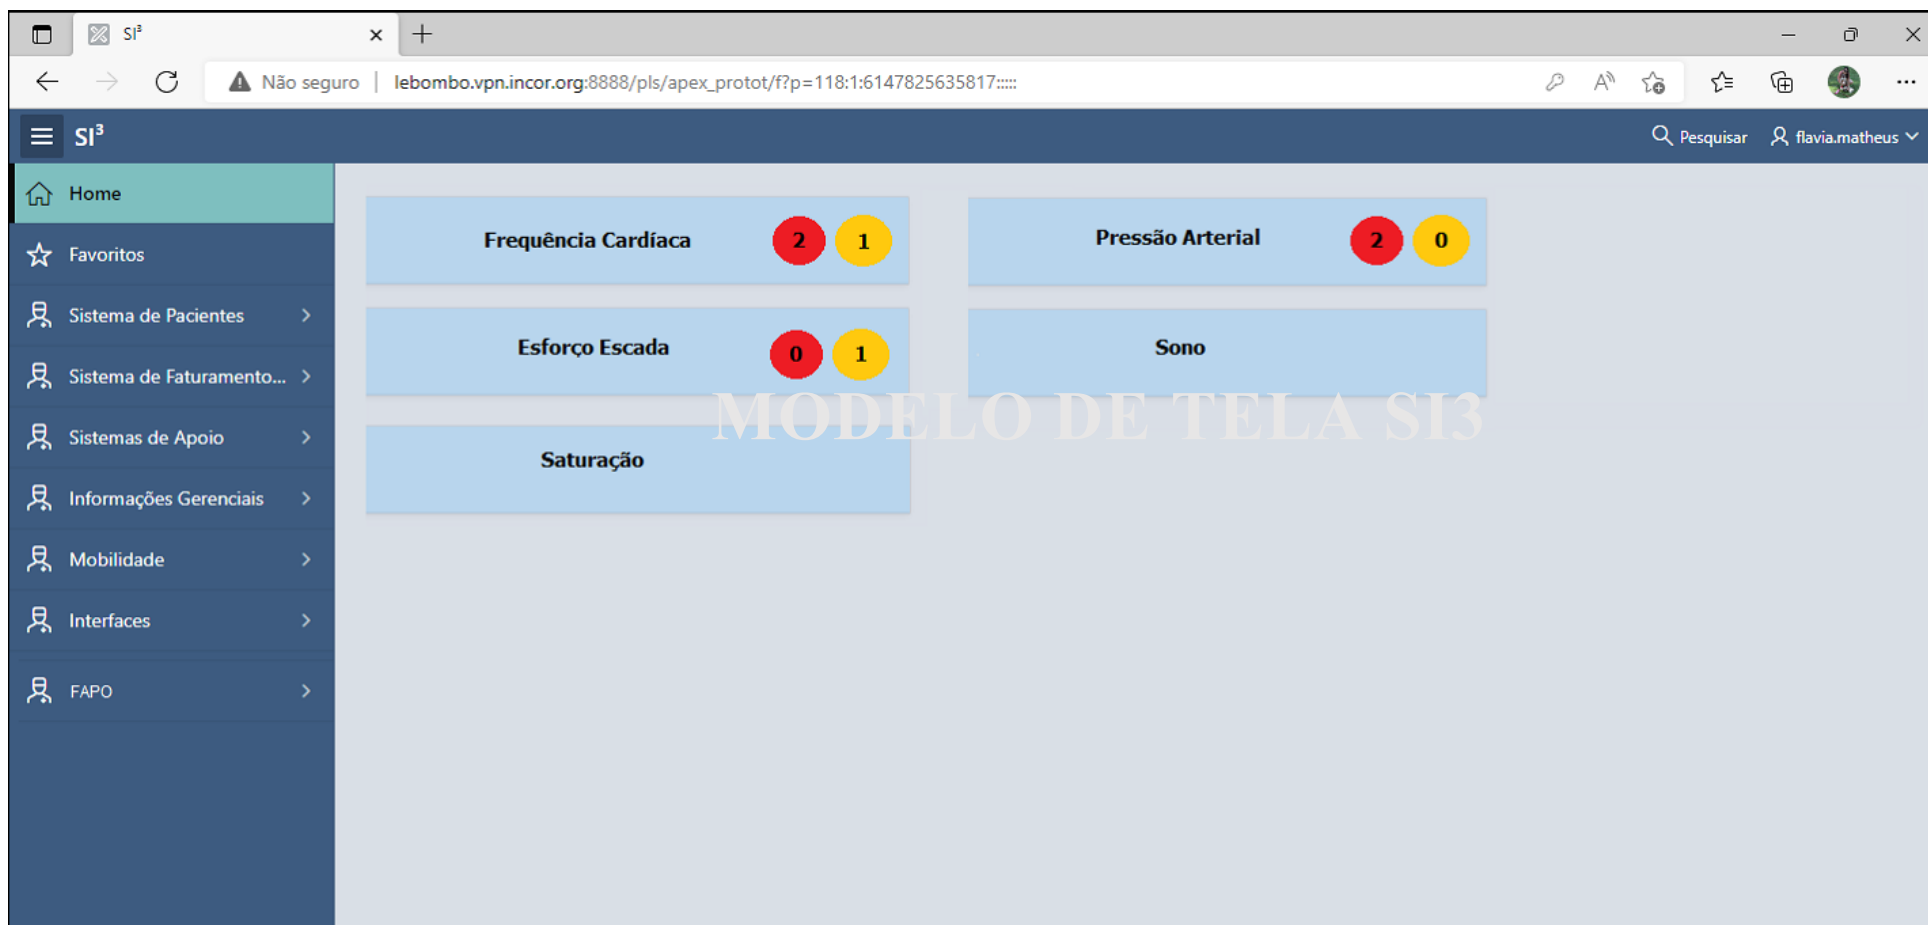 SI³
Não seguro | lebombo.vpn.incor.org:8888/pls/apex_protot/f?p=118:1:6147825635817:::::
SI³
Pesquisar
flavia.matheus
Home
Favoritos
Sistema de Pacientes
Sistema de Faturamento...
Sistemas de Apoio
Informações Gerenciais
Mobilidade
Interfaces
FAPO
Frequência Cardíaca 2 1
Pressão Arterial 2 0
Esforço Escada 0 1
Sono
MODELO DE TELA SI3
Saturação